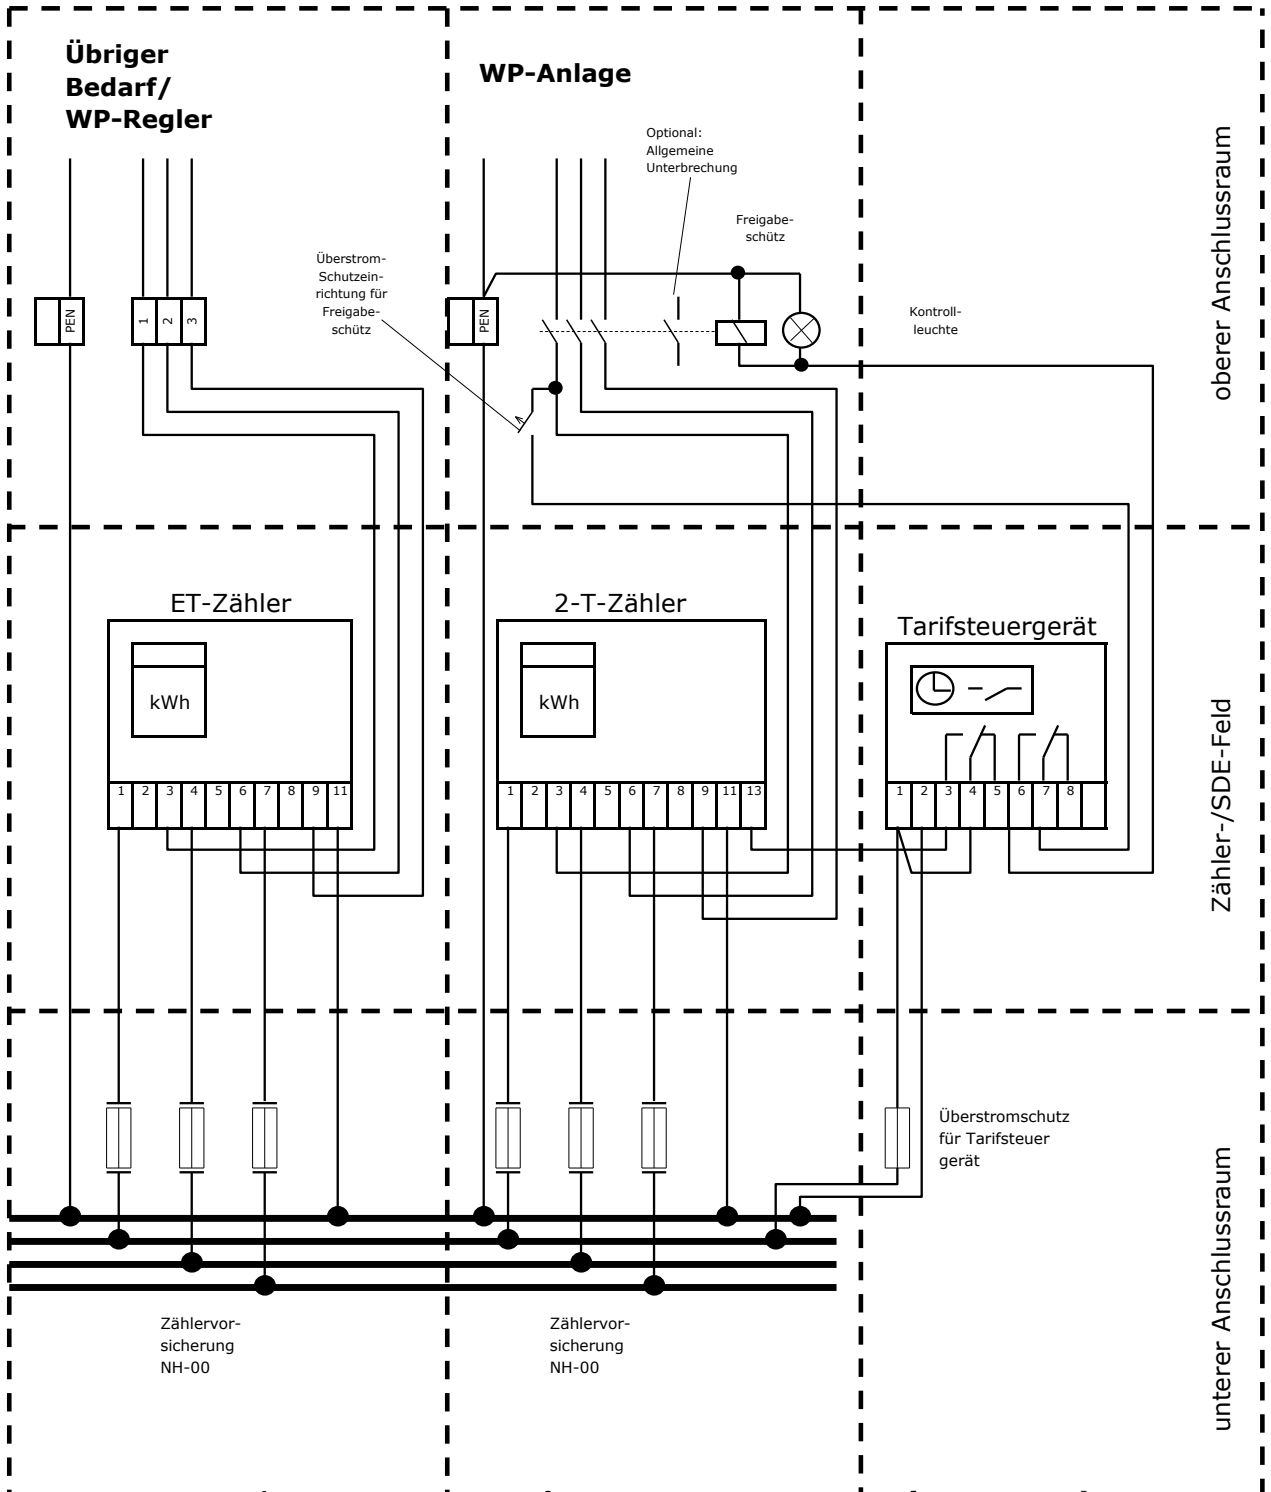 Übriger
Bedarf/
WP-Regler
WP-Anlage
Optional:
Allgemeine
Unterbrechung
Freigabe-
schütz
Überstrom-
Schutzein-
richtung für
Freigabe-
schütz
Kontroll-
leuchte
oberer Anschlussraum
PEN
1
2
3
PEN
ET-Zähler
kWh
1 2 3 4 5 6 7 8 9 11
2-T-Zähler
kWh
1 2 3 4 5 6 7 8 9 11 13
Tarifsteuergerät
1 2 3 4 5 6 7 8
Zähler-/SDE-Feld
Überstromschutz
für Tarifsteuer
gerät
Zählervor-
sicherung
NH-00
Zählervor-
sicherung
NH-00
unterer Anschlussraum